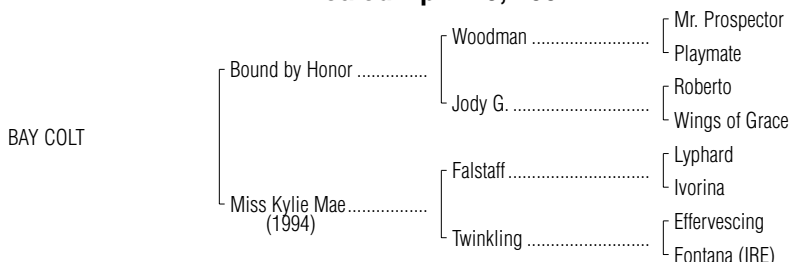 Mr. Prospector
Woodman ..........................
Playmate
Bound by Honor ...............
Roberto
Jody G. .............................
Wings of Grace
BAY COLT
Lyphard
Falstaff ..............................
Ivorina
Miss Kylie Mae.................
(1994)
Effervescing
Twinkling ..........................
Fontana (IRE)